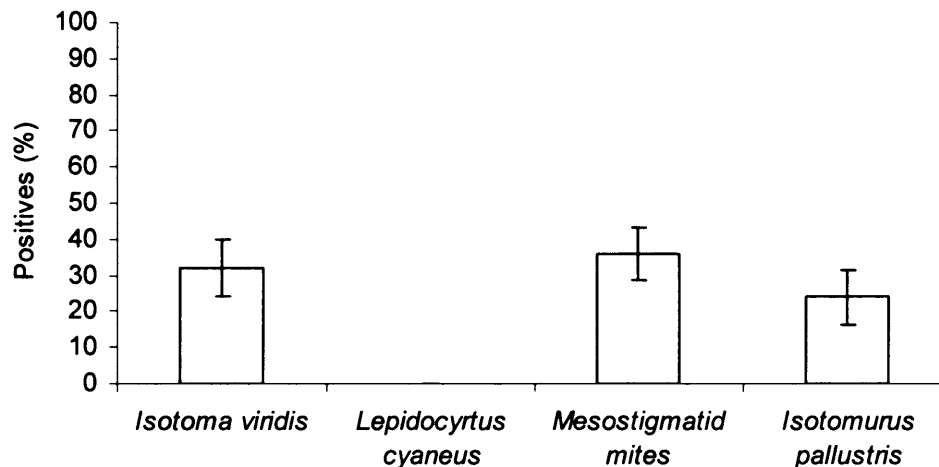 100
90
80
70
60
50
40
30
20
10
0
Positives (%)
Isotoma viridis
Lepidocyrtus
cyaneus
Mesostigmatid
mites
Isotomurus
pallustris